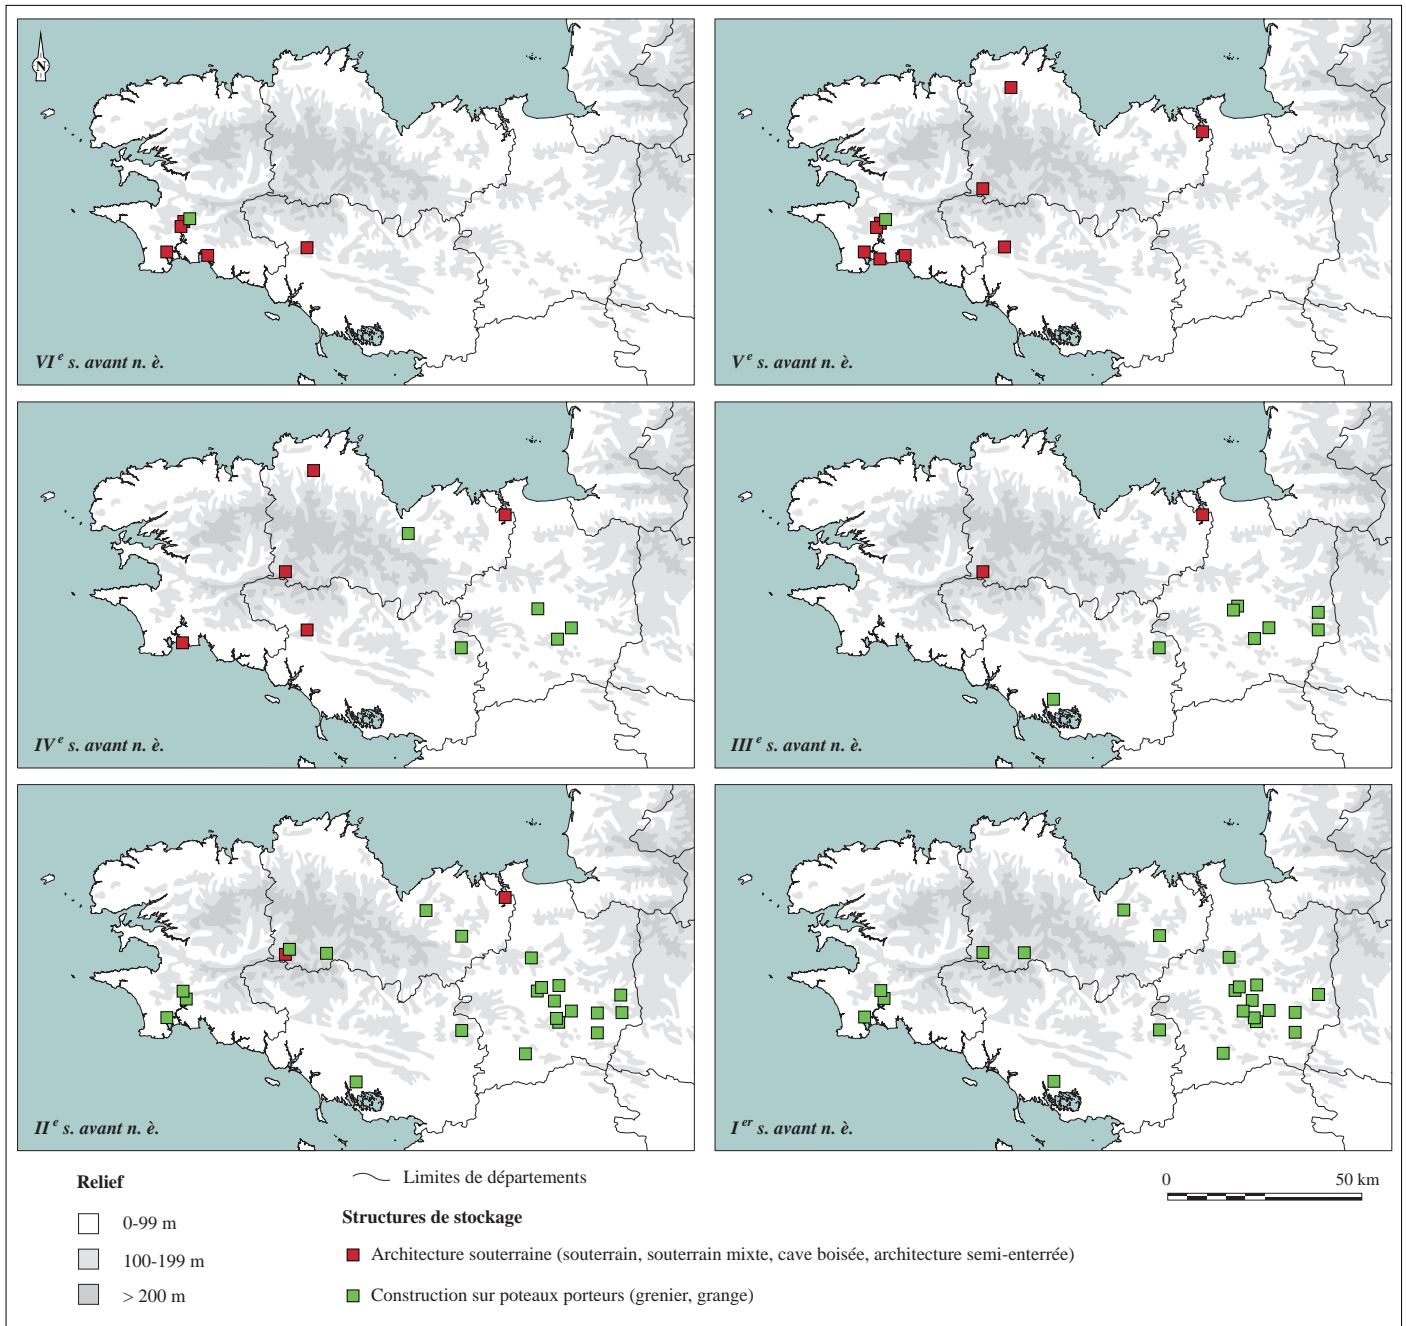 N
VIe s. avant n. è.
Ve s. avant n. è.
IVe s. avant n. è.
IIIe s. avant n. è.
IIe s. avant n. è.
Ier s. avant n. è.
Relief
0-99 m
100-199 m
> 200 m
Limites de départements
Structures de stockage
Architecture souterraine (souterrain, souterrain mixte, cave boisée, architecture semi-enterrée)
Construction sur poteaux porteurs (grenier, grange)
0 50 km